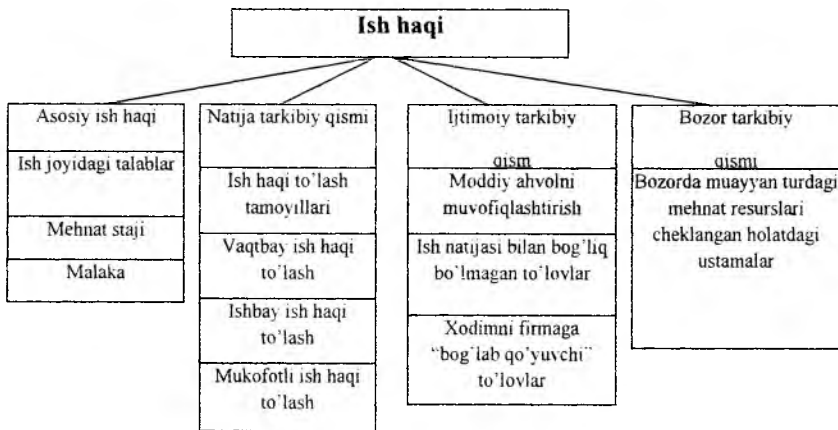 Ish haqi
Asosiy ish haqi
Ish joyidagi talablar
Mehnat staji
Malaka
Natija tarkibiy qismi
Ish haqi to'lash
tamoyillari
Vaqtbay ish haqi
to'lash
Ishbay ish haqi
to'lash
Mukofotli ish haqi
to'lash
Ijtimoiy tarkibiy
qism
Moddiy ahvolni
muvofiqlashtirish
Ish natijasi bilan bog'liq
bo'lmagan to'lovlar
Xodimni firmaga
"bog'lab qo'yuvchi"
to'lovlar
Bozor tarkibiy
qismi
Bozorda muayyan turdagi
mehnat resurslari
cheklangan holatdagi
ustamalar